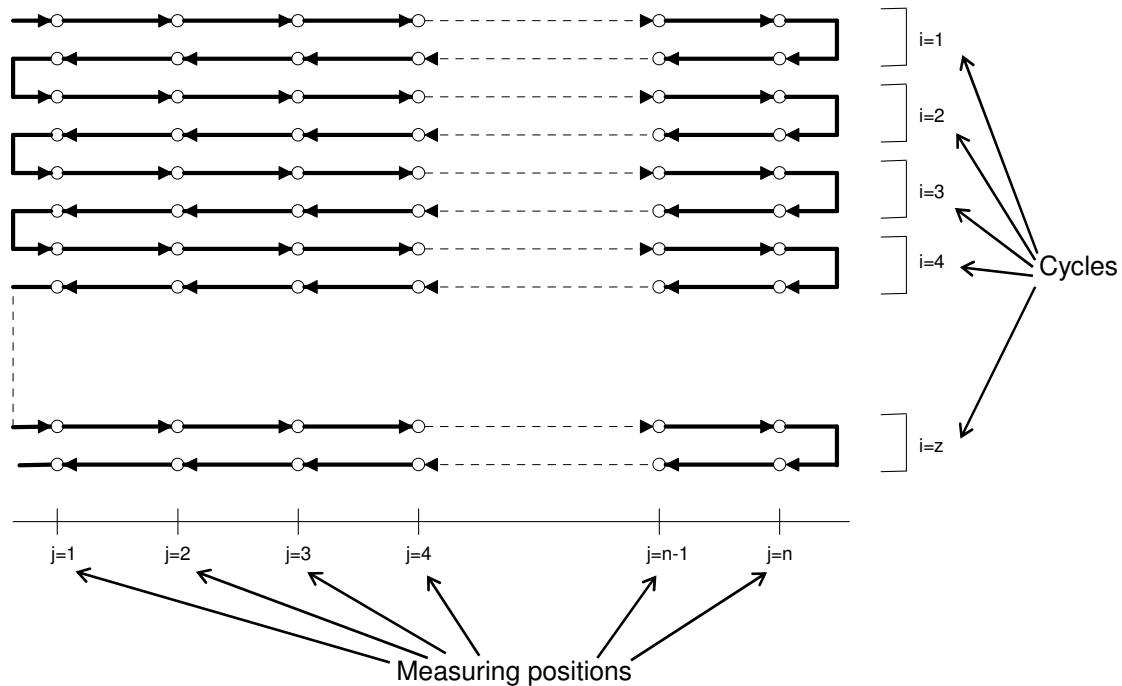 i=1
i=2
i=3
i=4
Cycles
i=z
j=1 j=2 j=3 j=4 j=n-1 j=n
Measuring positions